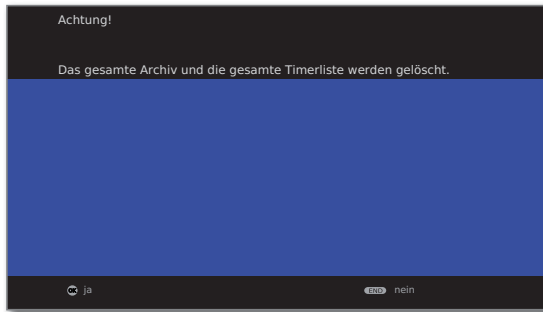 Achtung!
Das gesamte Archiv und die gesamte Timerliste werden gelöscht.
OK ja
END nein